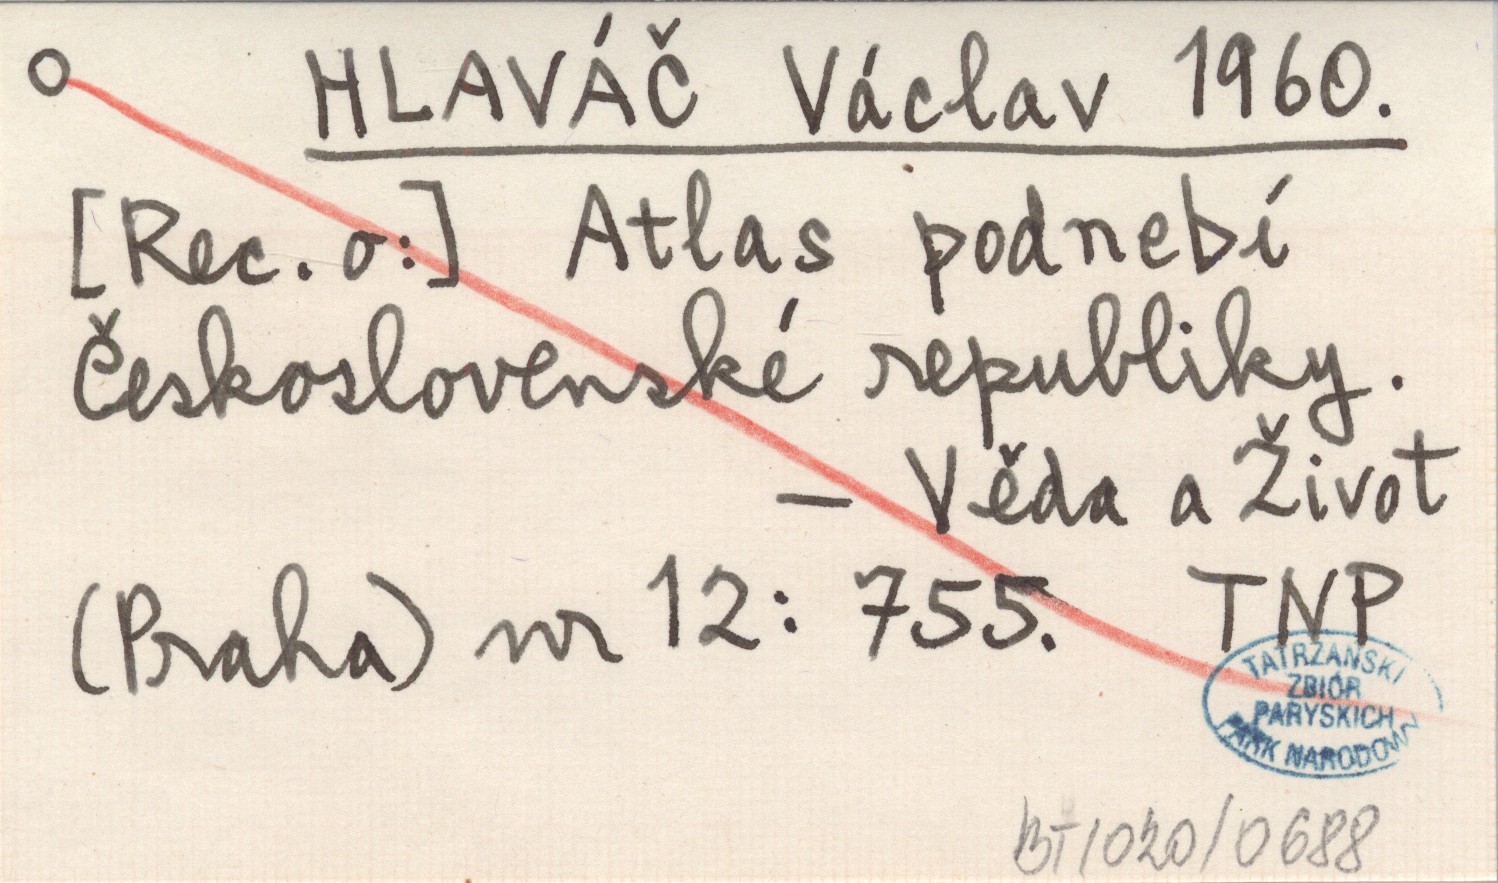 HLAVÁČ Václav 1960.
[Rec. o:] Atlas podnebí
Československé republiky.
— Věda a Život
(Praha) nr 12: 755. TNP
TATRZAŃSKI
ZBIÓR
PARYSKICH
PARK NARODOWY
BT/020/0688